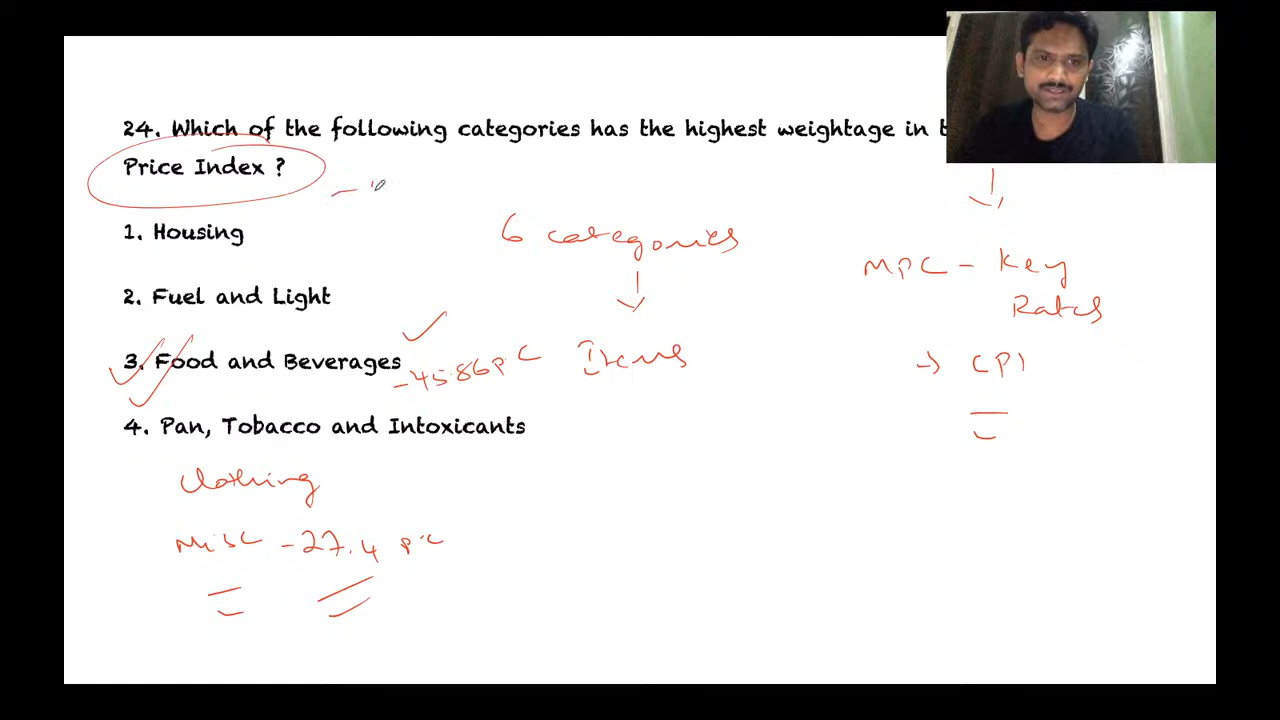 24. Which of the following categories has the highest weightage in t
Price Index ?
1. Housing
6 categories
MPC - Key
Rates
2. Fuel and Light
3. Food and Beverages
- 45.86 PC
Items
→ CPI
4. Pan, Tobacco and Intoxicants
Clothing
Misc - 27.4 PC